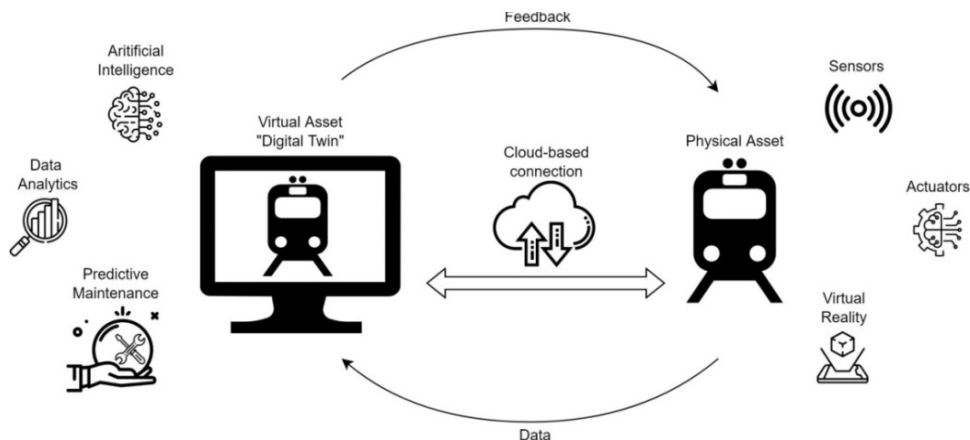 Feedback
Aritificial
Intelligence
Sensors
Virtual Asset
"Digital Twin"
Physical Asset
Cloud-based
connection
Data
Analytics
Actuators
Predictive
Maintenance
Virtual
Reality
Data